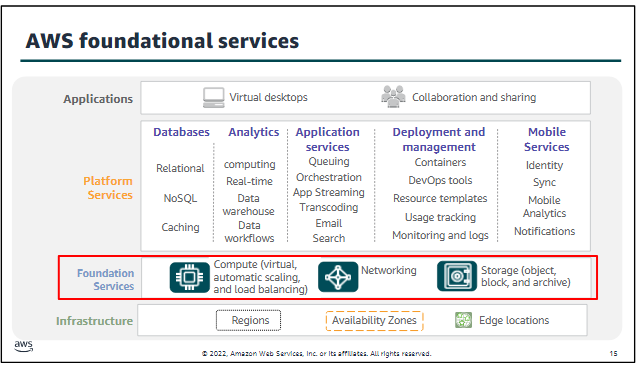 AWS foundational services
Applications
Virtual desktops
Collaboration and sharing
Platform
Services
Databases
Relational
NoSQL
Caching
Analytics
computing
Real-time
Data
warehouse
Data
workflows
Application
services
Queuing
Orchestration
App Streaming
Transcoding
Email
Search
Deployment and
management
Containers
DevOps tools
Resource templates
Usage tracking
Monitoring and logs
Mobile
Services
Identity
Sync
Mobile
Analytics
Notifications
Foundation
Services
Compute (virtual,
automatic scaling,
and load balancing)
Networking
Storage (object,
block, and archive)
Infrastructure
Regions
Availability Zones
Edge locations
aws
© 2022, Amazon Web Services, Inc. or its affiliates. All rights reserved.
15